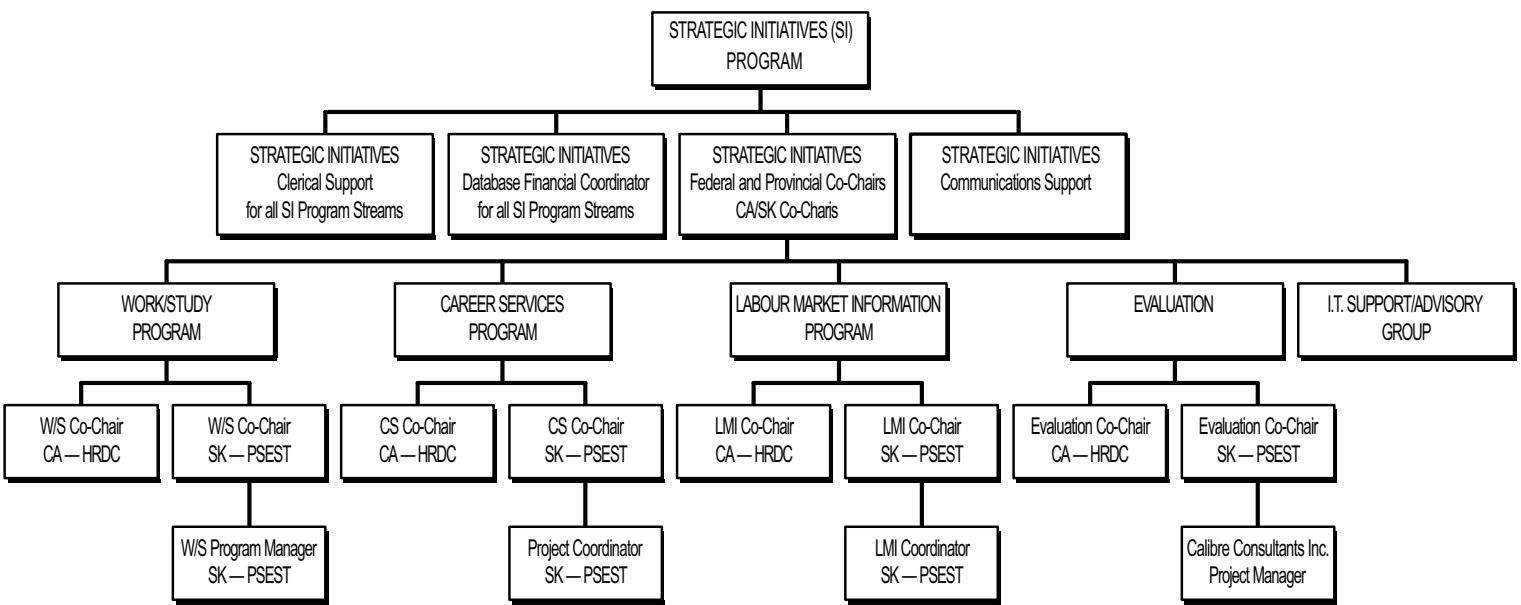 STRATEGIC INITIATIVES (SI)
PROGRAM
STRATEGIC INITIATIVES
Clerical Support
for all SI Program Streams
STRATEGIC INITIATIVES
Database Financial Coordinator
for all SI Program Streams
STRATEGIC INITIATIVES
Federal and Provincial Co-Chairs
CA/SK Co-Charis
STRATEGIC INITIATIVES
Communications Support
WORK/STUDY
PROGRAM
CAREER SERVICES
PROGRAM
LABOUR MARKET INFORMATION
PROGRAM
EVALUATION
I.T. SUPPORT/ADVISORY
GROUP
W/S Co-Chair
CA — HRDC
W/S Co-Chair
SK — PSEST
CS Co-Chair
CA — HRDC
CS Co-Chair
SK — PSEST
LMI Co-Chair
CA — HRDC
LMI Co-Chair
SK — PSEST
Evaluation Co-Chair
CA — HRDC
Evaluation Co-Chair
SK — PSEST
W/S Program Manager
SK — PSEST
Project Coordinator
SK — PSEST
LMI Coordinator
SK — PSEST
Calibre Consultants Inc.
Project Manager